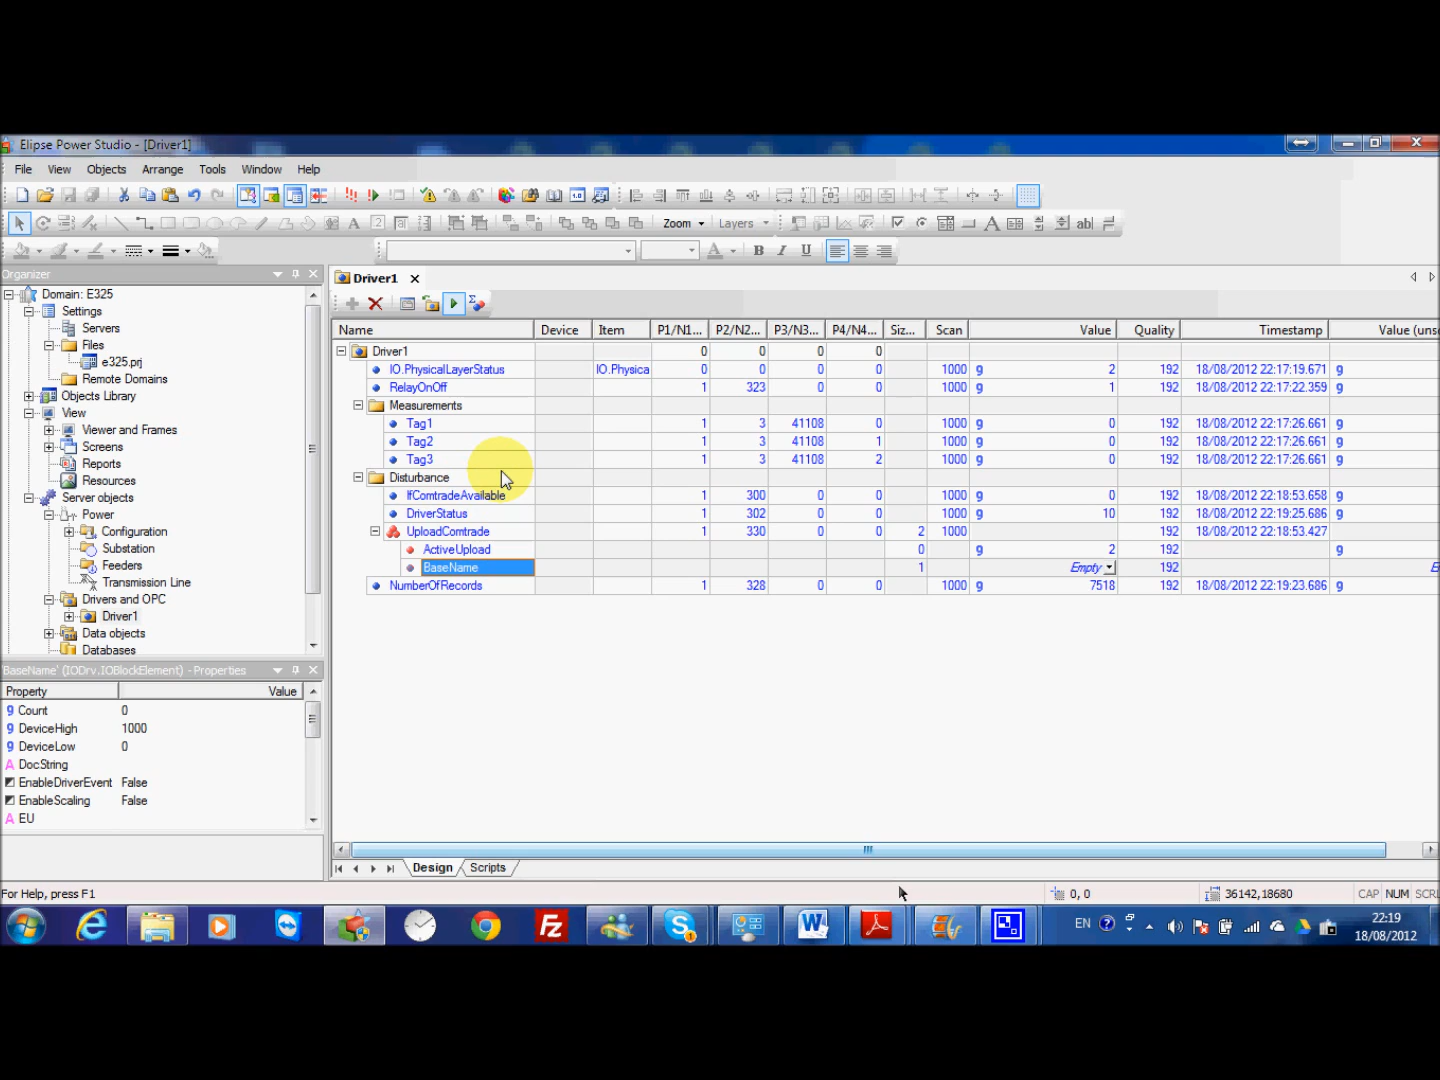 Elipse Power Studio - [Driver1]
File View Objects Arrange Tools Window Help
Zoom Layers
Organizer
Domain: E325
Settings
Servers
Files
e325.prj
Remote Domains
Objects Library
View
Viewer and Frames
Screens
Reports
Resources
Server objects
Power
Configuration
Substation
Feeders
Transmission Line
Drivers and OPC
Driver1
Data objects
Databases
'BaseName' (IODrv.IOBlockElement) - Properties
Property Value
Count 0
DeviceHigh 1000
DeviceLow 0
DocString
EnableDriverEvent False
EnableScaling False
EU
Driver1
Name Device Item P1/N1... P2/N2... P3/N3... P4/N4... Siz... Scan Value Quality Timestamp Value (uns
Driver1 0 0 0 0
IO.PhysicalLayerStatus IO.Physica 0 0 0 0 1000 2 192 18/08/2012 22:17:19.671
RelayOnOff 1 323 0 0 1000 1 192 18/08/2012 22:17:22.359
Measurements
Tag1 1 3 41108 0 1000 0 192 18/08/2012 22:17:26.661
Tag2 1 3 41108 1 1000 0 192 18/08/2012 22:17:26.661
Tag3 1 3 41108 2 1000 0 192 18/08/2012 22:17:26.661
Disturbance
IfComtradeAvailable 1 300 0 0 1000 0 192 18/08/2012 22:18:53.658
DriverStatus 1 302 0 0 1000 10 192 18/08/2012 22:19:25.686
UploadComtrade 1 330 0 0 2 1000 192 18/08/2012 22:18:53.427
ActiveUpload 0 2 192
BaseName 1 Empty 192 E
NumberOfRecords 1 328 0 0 1000 7518 192 18/08/2012 22:19:23.686
Design Scripts
For Help, press F1 0, 0 36142,18680 CAP NUM SCRL
EN 22:19
18/08/2012